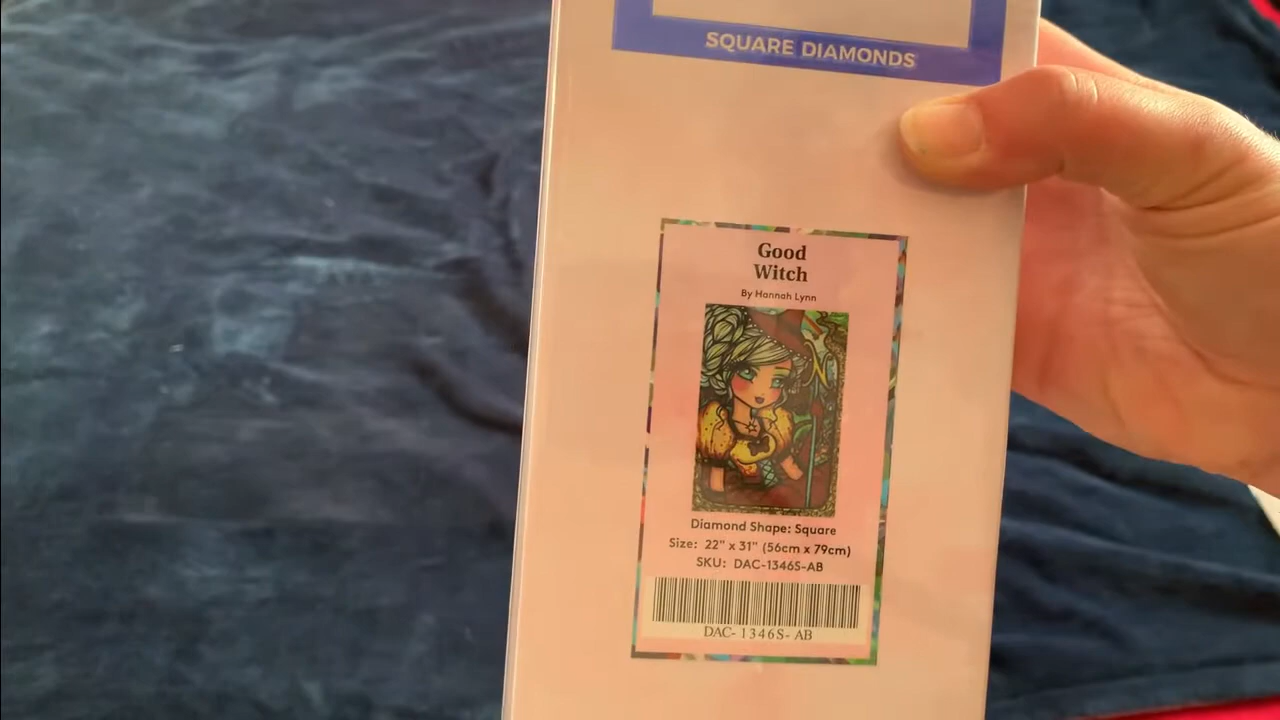 SQUARE DIAMONDS
Good
Witch
By Hannah Lynn
Diamond Shape: Square
Size: 22" x 31" (56cm x 79cm)
SKU: DAC-1346S-AB
DAC- 1346S- AB